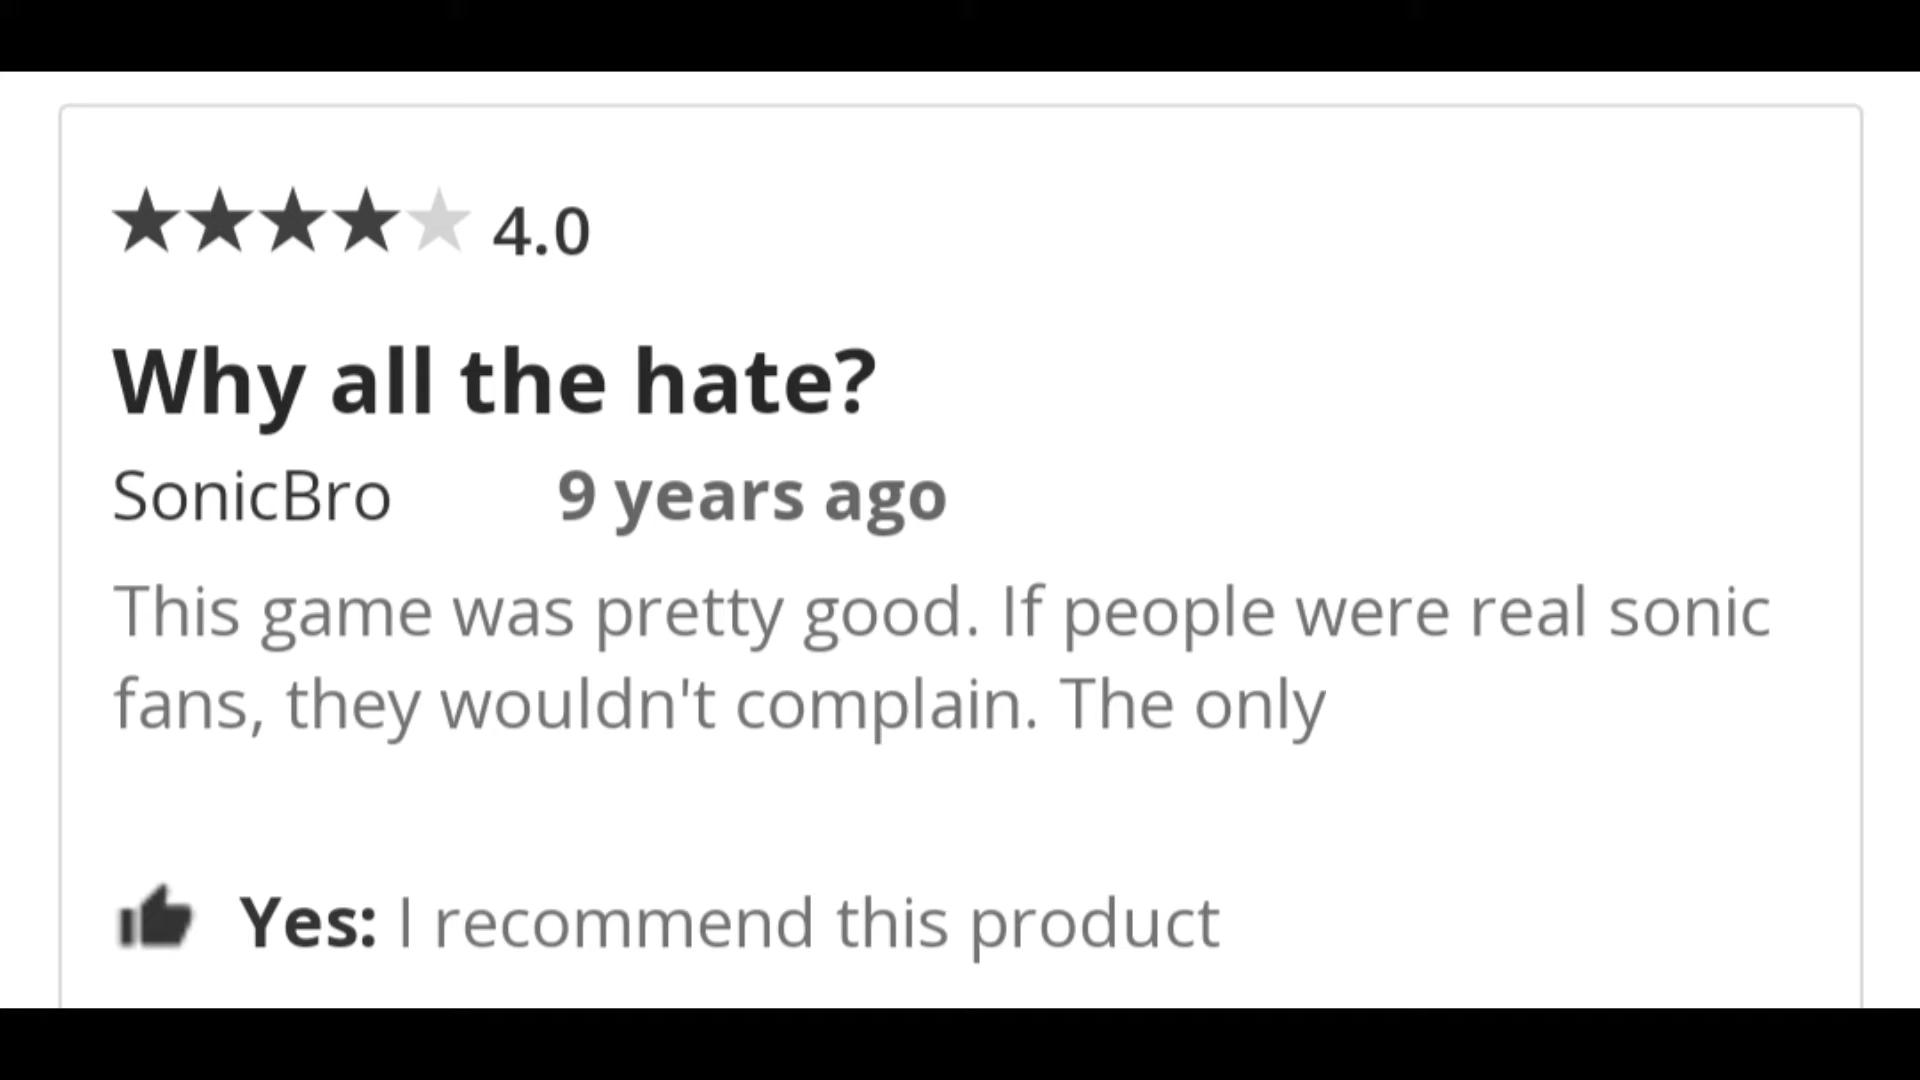 4.0
Why all the hate?
SonicBro 9 years ago
This game was pretty good. If people were real sonic
fans, they wouldn't complain. The only
Yes: I recommend this product